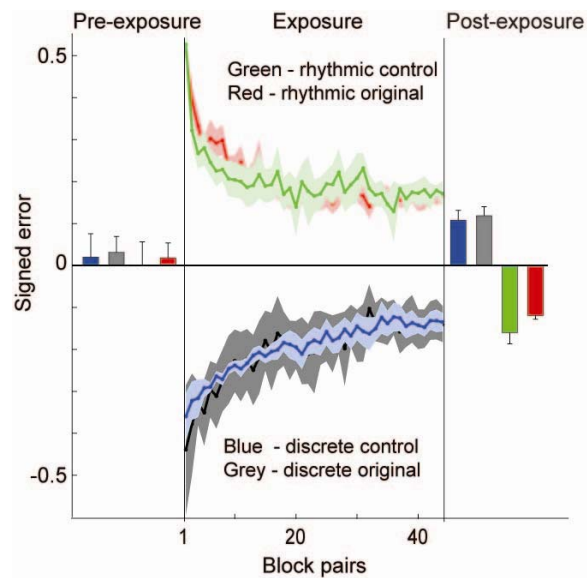 Pre-exposure Exposure Post-exposure
0.5
Green - rhythmic control
Red - rhythmic original
Signed error
0
Blue - discrete control
Grey - discrete original
-0.5
1 20 40
Block pairs